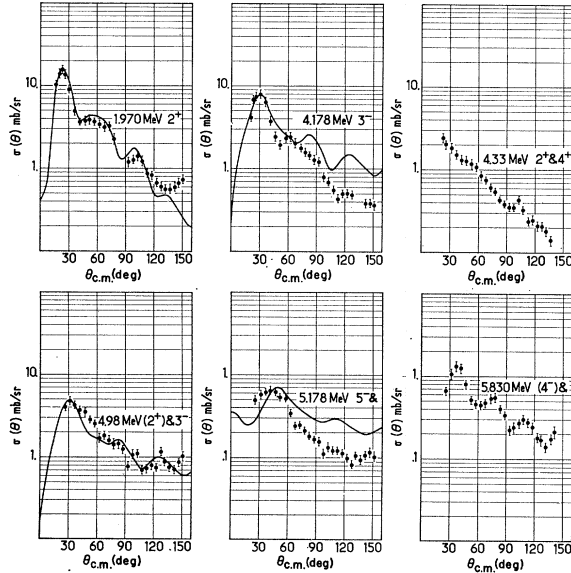 σ(θ) mb/sr
10.
1.
1.970 MeV 2⁺
30 60 90 120 150
θc.m.(deg)
σ(θ) mb/sr
10.
1.
4.178 MeV 3⁻
30 60 90 120 150
θc.m.(deg)
σ(θ) mb/sr
10.
1.
4.33 MeV 2⁺&4⁺
30 60 90 120 150
θc.m.(deg)
σ(θ) mb/sr
10.
1.
4.98 MeV (2⁺)&3⁻
30 60 90 120 150
θc.m.(deg)
σ(θ) mb/sr
1.
.1
5.178 MeV 5⁻&
30 60 90 120 150
θc.m.(deg)
σ(θ) mb/sr
1.
.1
5.830 MeV (4⁻)&
30 60 90 120 150
θc.m.(deg)